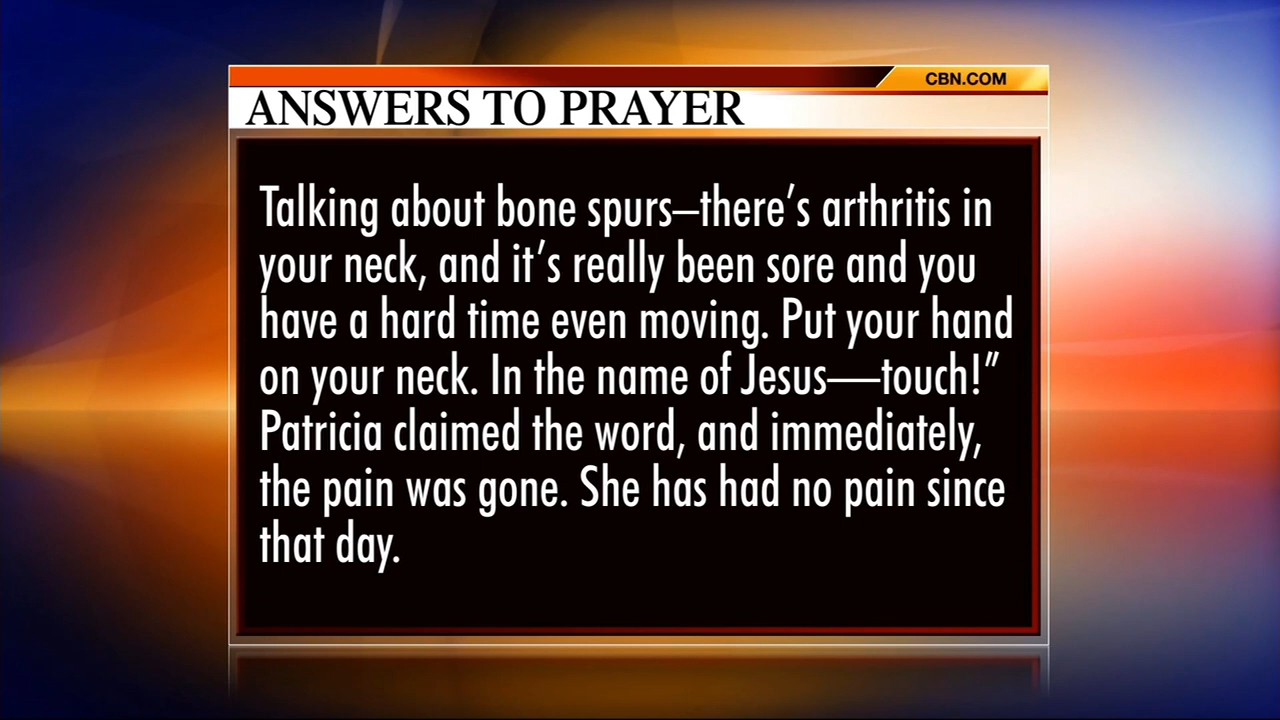 CBN.COM
ANSWERS TO PRAYER
Talking about bone spurs–there’s arthritis in
your neck, and it’s really been sore and you
have a hard time even moving. Put your hand
on your neck. In the name of Jesus––touch!”
Patricia claimed the word, and immediately,
the pain was gone. She has had no pain since
that day.